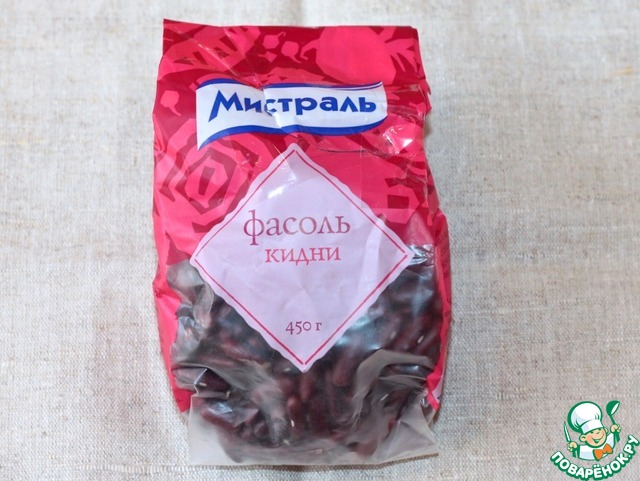 Мистраль
фасоль
кидни
450 г
ПОВАРЁНОК.РУ